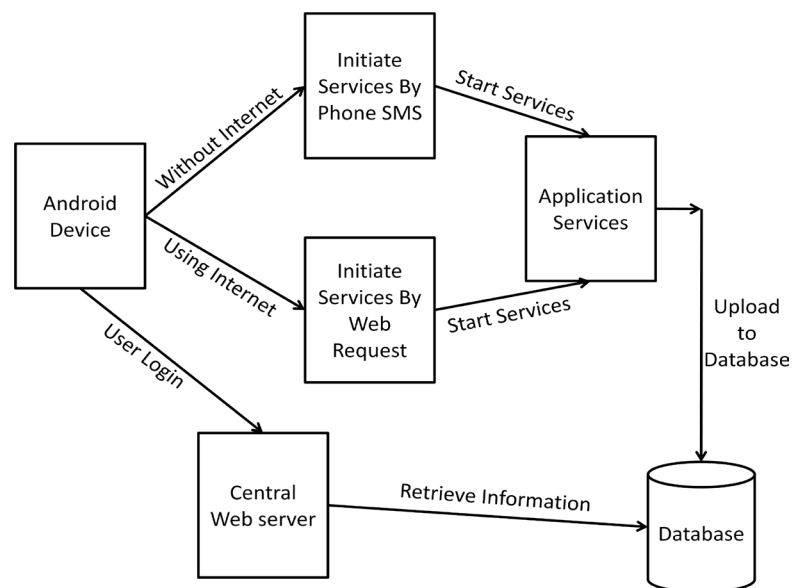 Initiate
Services By
Phone SMS
Start Services
Without Internet
Android
Device
Application
Services
Using Internet
Initiate
Services By
Web
Request
Start Services
Upload
to
Database
User Login
Central
Web server
Retrieve Information
Database